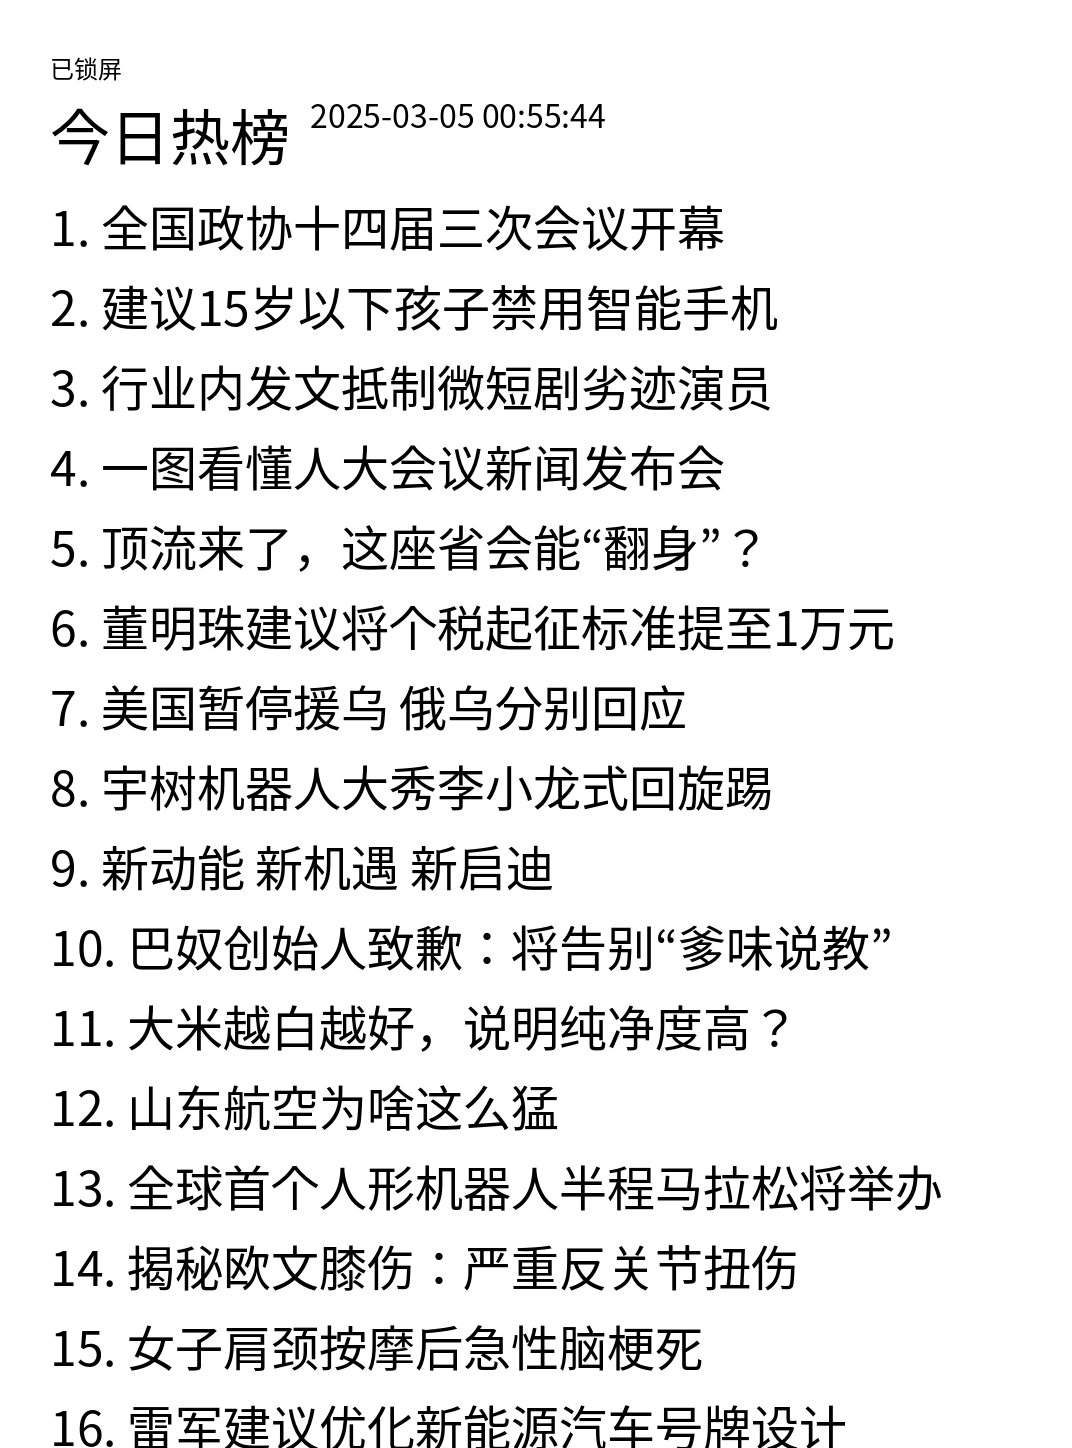 已锁屏
今日热榜 2025-03-05 00:55:44
1. 全国政协十四届三次会议开幕
2. 建议15岁以下孩子禁用智能手机
3. 行业内发文抵制微短剧劣迹演员
4. 一图看懂人大会议新闻发布会
5. 顶流来了，这座省会能“翻身”？
6. 董明珠建议将个税起征标准提至1万元
7. 美国暂停援乌 俄乌分别回应
8. 宇树机器人大秀李小龙式回旋踢
9. 新动能 新机遇 新启迪
10. 巴奴创始人致歉：将告别“爹味说教”
11. 大米越白越好，说明纯净度高？
12. 山东航空为啥这么猛
13. 全球首个人形机器人半程马拉松将举办
14. 揭秘欧文膝伤：严重反关节扭伤
15. 女子肩颈按摩后急性脑梗死
16. 雷军建议优化新能源汽车号牌设计